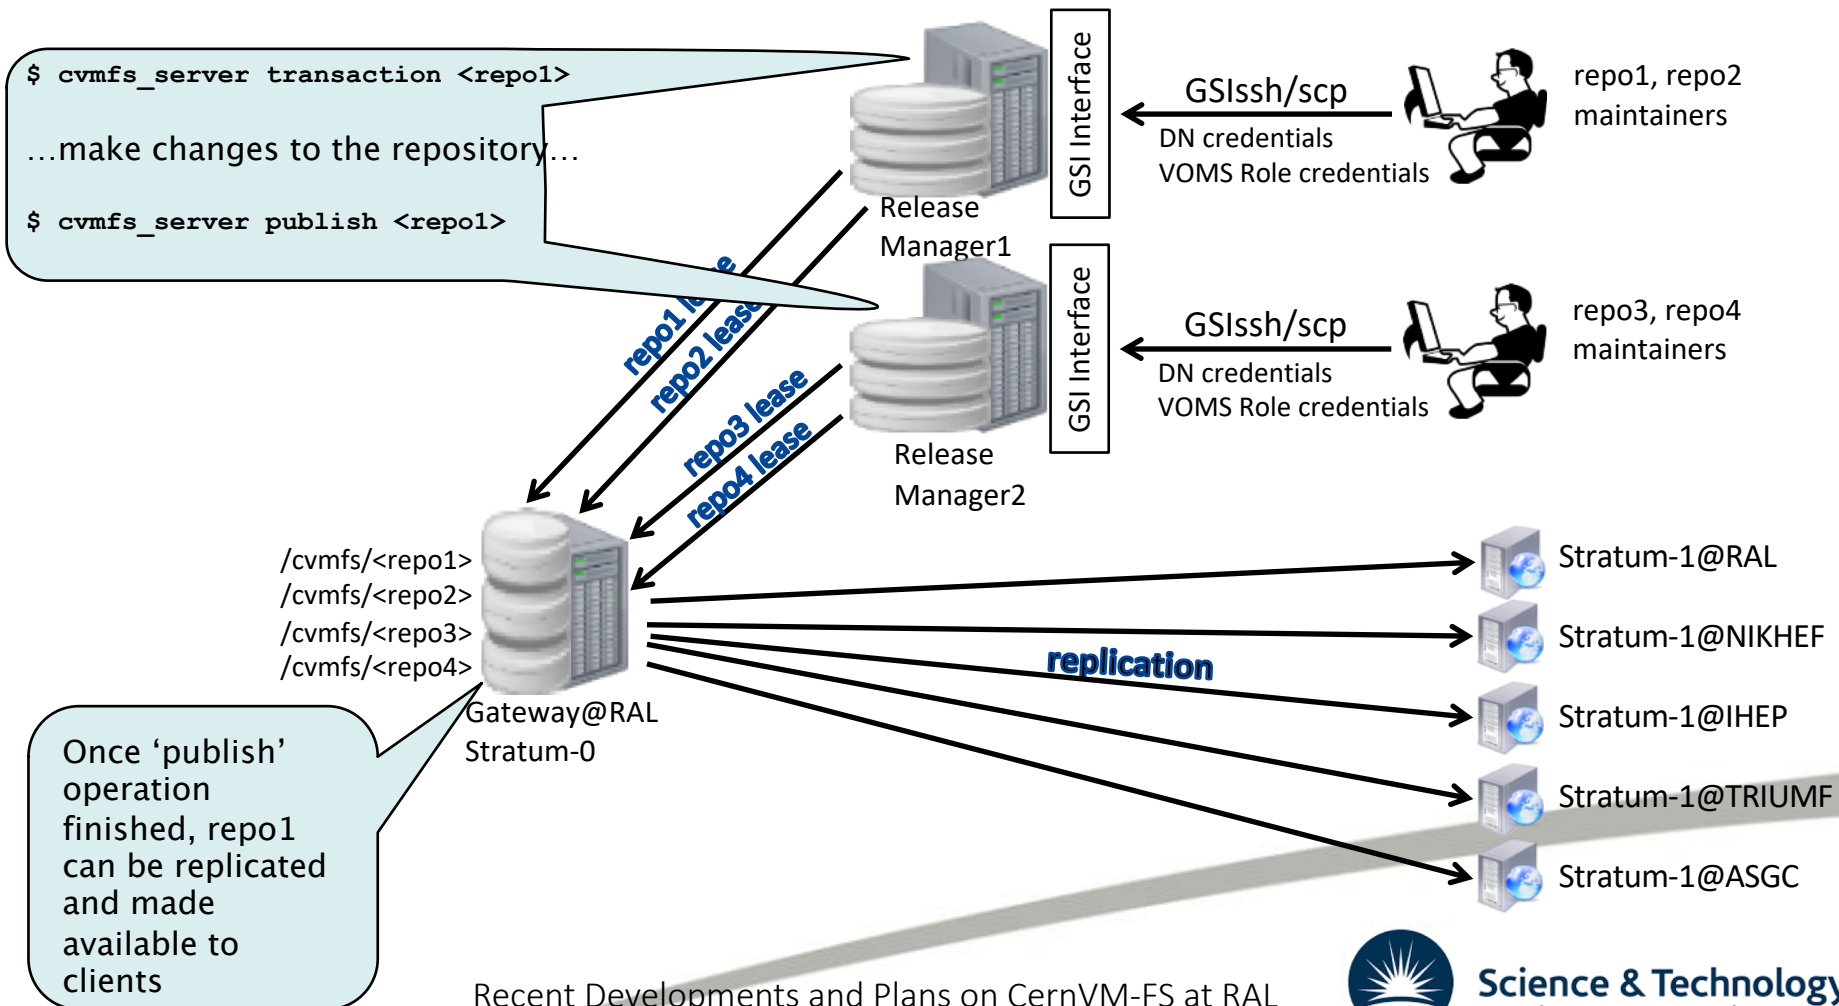 $ cvmfs_server transaction <repo1>
…make changes to the repository…
$ cvmfs_server publish <repo1>
GSI Interface
GSIssh/scp
DN credentials
VOMS Role credentials
repo1, repo2
maintainers
Release
Manager1
GSI Interface
GSIssh/scp
DN credentials
VOMS Role credentials
repo3, repo4
maintainers
Release
Manager2
repo1 lease
repo2 lease
repo3 lease
repo4 lease
/cvmfs/<repo1>
/cvmfs/<repo2>
/cvmfs/<repo3>
/cvmfs/<repo4>
Gateway@RAL
Stratum-0
replication
Stratum-1@RAL
Stratum-1@NIKHEF
Stratum-1@IHEP
Stratum-1@TRIUMF
Stratum-1@ASGC
Once ‘publish’
operation
finished, repo1
can be replicated
and made
available to
clients
Recent Developments and Plans on CernVM-FS at RAL
Science & Technology